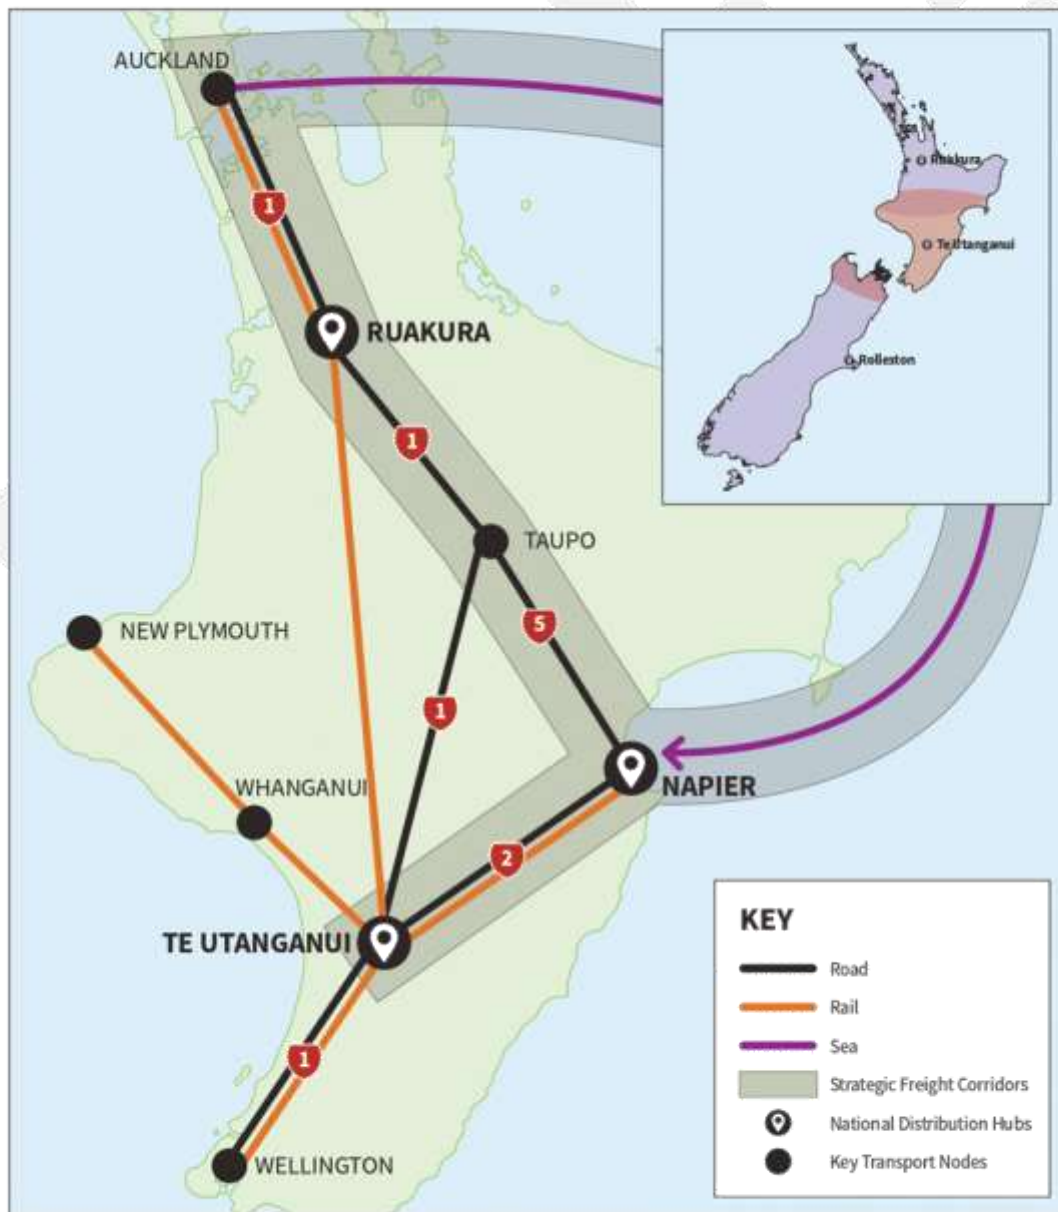 AUCKLAND
1
RUAKURA
1
TAUPO
5
NEW PLYMOUTH
1
WHANGANUI
NAPIER
2
TE UTANGANUI
1
WELLINGTON
Ruakura
Te Utanganui
Rolleston
KEY
Road
Rail
Sea
Strategic Freight Corridors
National Distribution Hubs
Key Transport Nodes